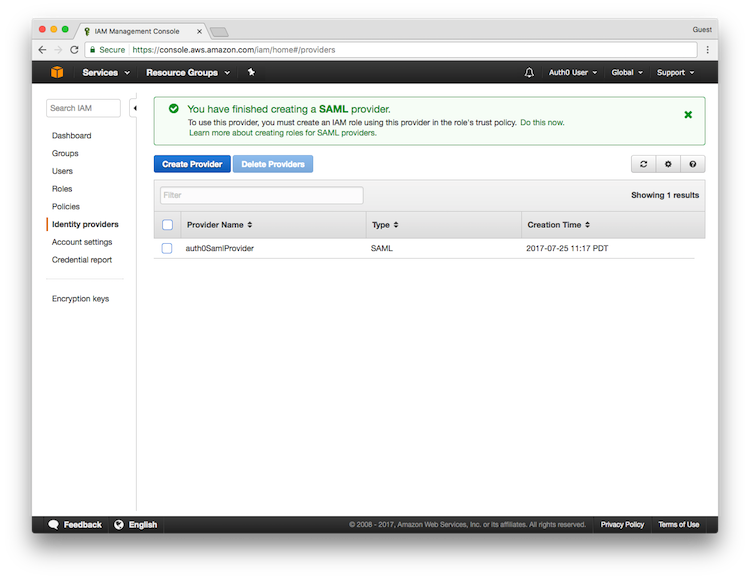 IAM Management Console
Guest
Secure https://console.aws.amazon.com/iam/home#/providers
Services Resource Groups Auth0 User Global Support
Search IAM
Dashboard
Groups
Users
Roles
Policies
Identity providers
Account settings
Credential report
Encryption keys
You have finished creating a SAML provider.
To use this provider, you must create an IAM role using this provider in the role's trust policy. Do this now.
Learn more about creating roles for SAML providers.
Create Provider Delete Providers
Filter Showing 1 results
Provider Name Type Creation Time
auth0SamlProvider SAML 2017-07-25 11:17 PDT
Feedback English © 2008 - 2017, Amazon Web Services, Inc. or its affiliates. All rights reserved. Privacy Policy Terms of Use